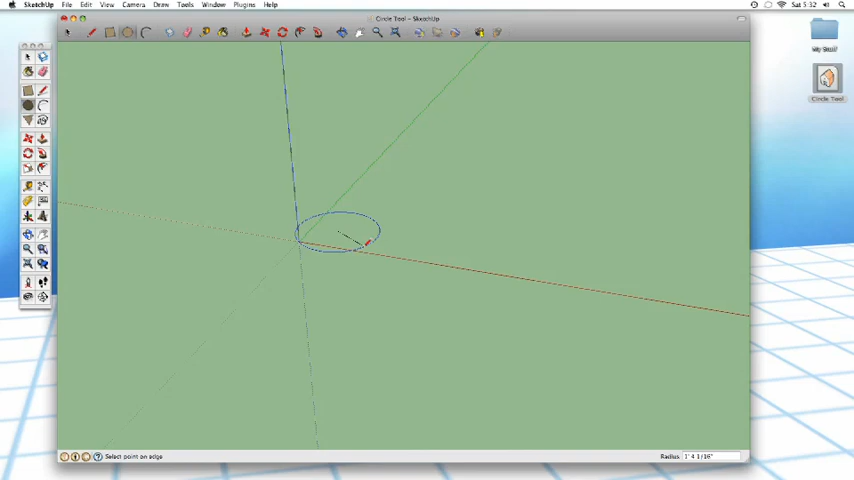 SketchUp File Edit View Camera Draw Tools Window Plugins Help
Sat 5:32
Circle Tool – SketchUp
My Stuff
Circle Tool
Select point on edge
Radius 1' 4 1/16"